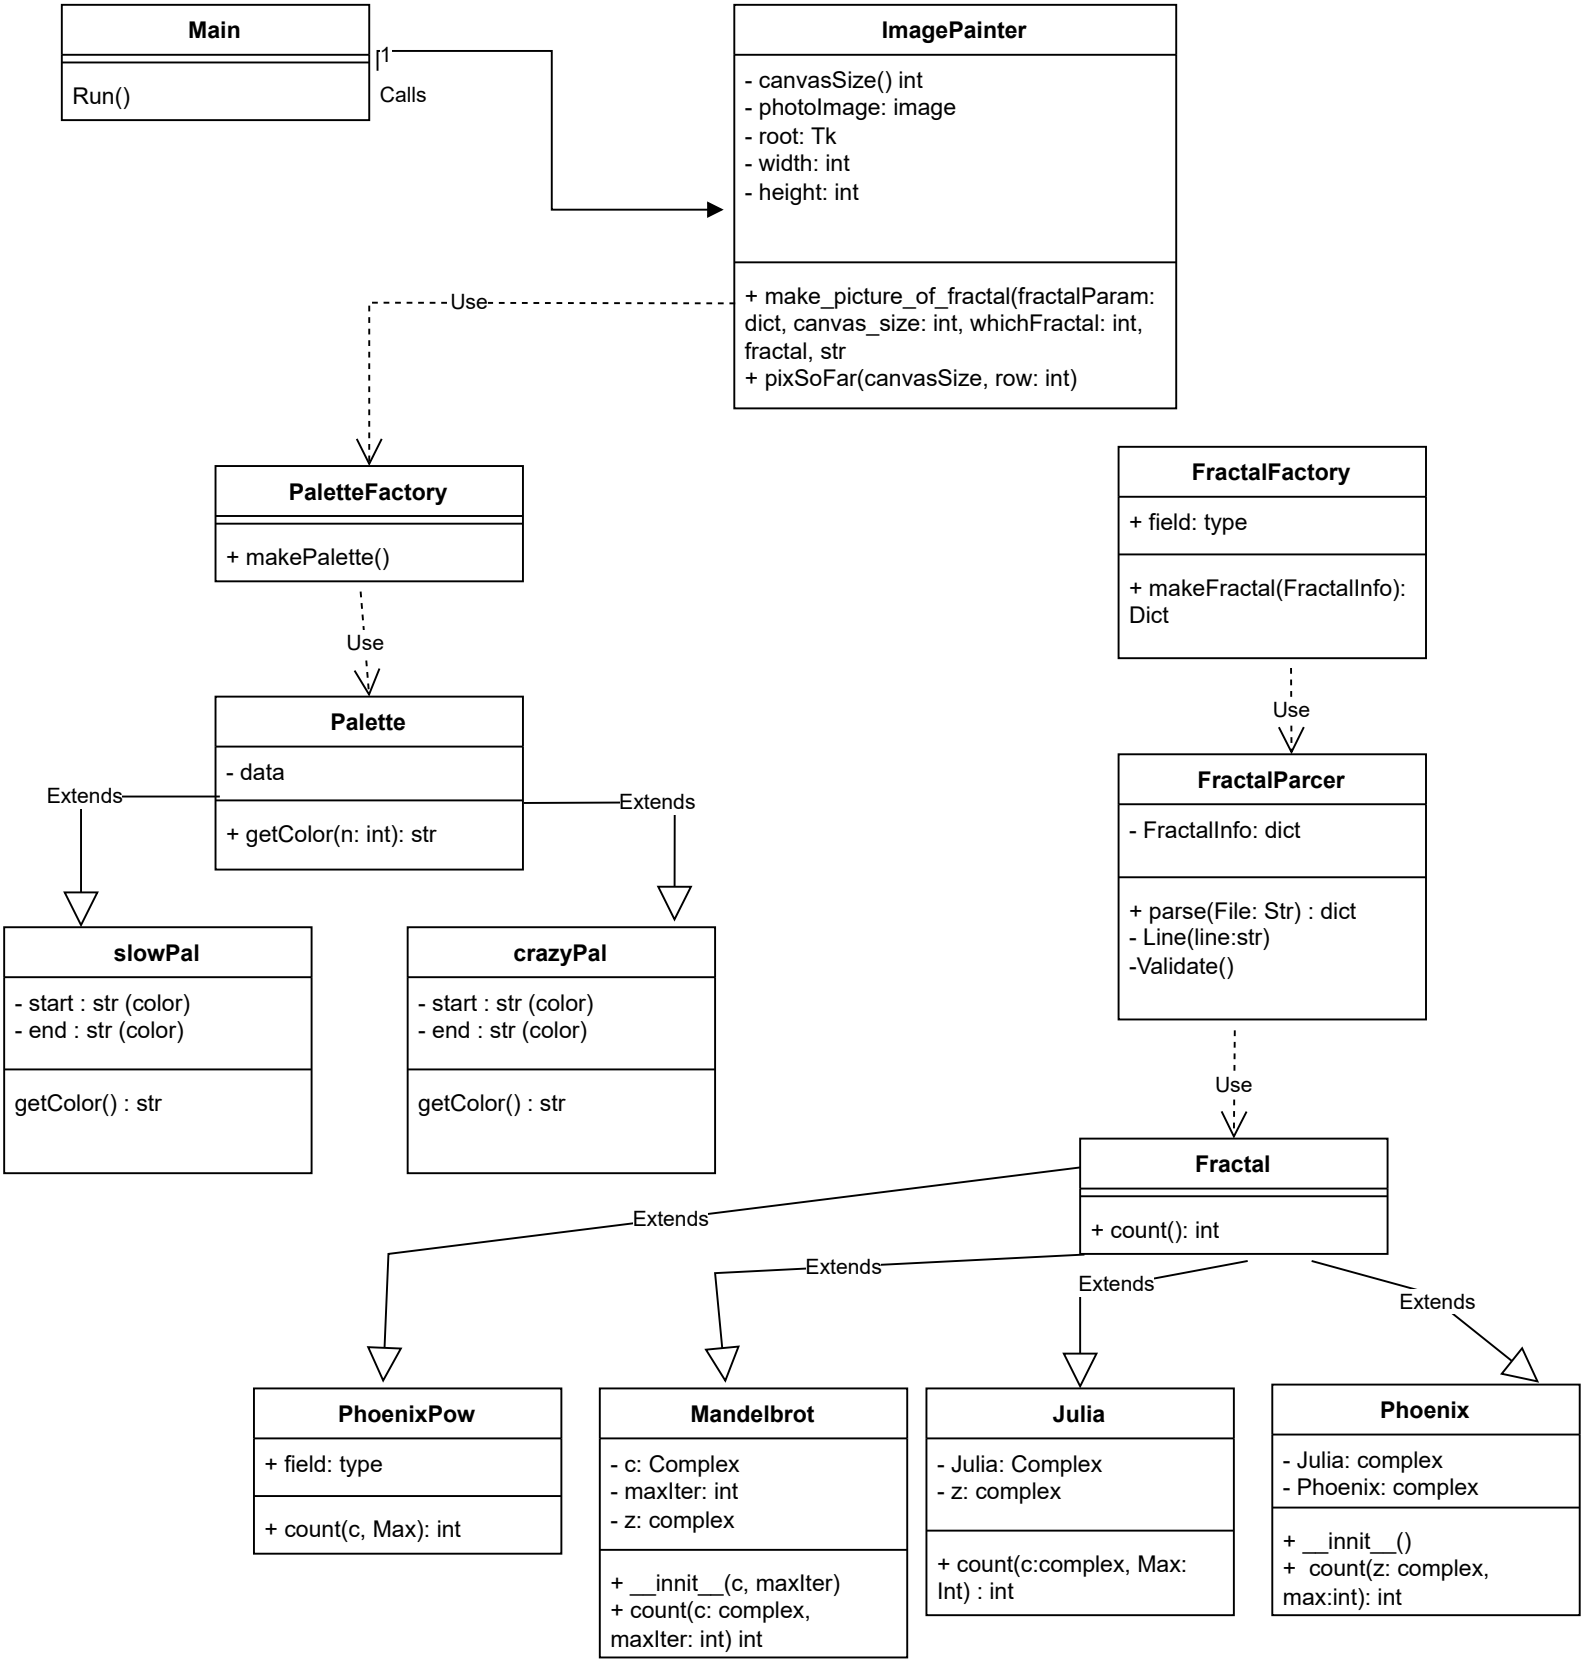 Main
Run()
1
Calls
ImagePainter
- canvasSize() int
- photoImage: image
- root: Tk
- width: int
- height: int
+ make_picture_of_fractal(fractalParam:
dict, canvas_size: int, whichFractal: int,
fractal, str
+ pixSoFar(canvasSize, row: int)
Use
PaletteFactory
+ makePalette()
Use
Palette
- data
+ getColor(n: int): str
Extends
Extends
slowPal
- start : str (color)
- end : str (color)
getColor() : str
crazyPal
- start : str (color)
- end : str (color)
getColor() : str
FractalFactory
+ field: type
+ makeFractal(FractalInfo):
Dict
Use
FractalParcer
- FractalInfo: dict
+ parse(File: Str) : dict
- Line(line:str)
-Validate()
Use
Fractal
+ count(): int
Extends
Extends
Extends
Extends
PhoenixPow
+ field: type
+ count(c, Max): int
Mandelbrot
- c: Complex
- maxIter: int
- z: complex
+ __innit__(c, maxIter)
+ count(c: complex,
maxIter: int) int
Julia
- Julia: Complex
- z: complex
+ count(c:complex, Max:
Int) : int
Phoenix
- Julia: complex
- Phoenix: complex
+ __innit__()
+  count(z: complex,
max:int): int